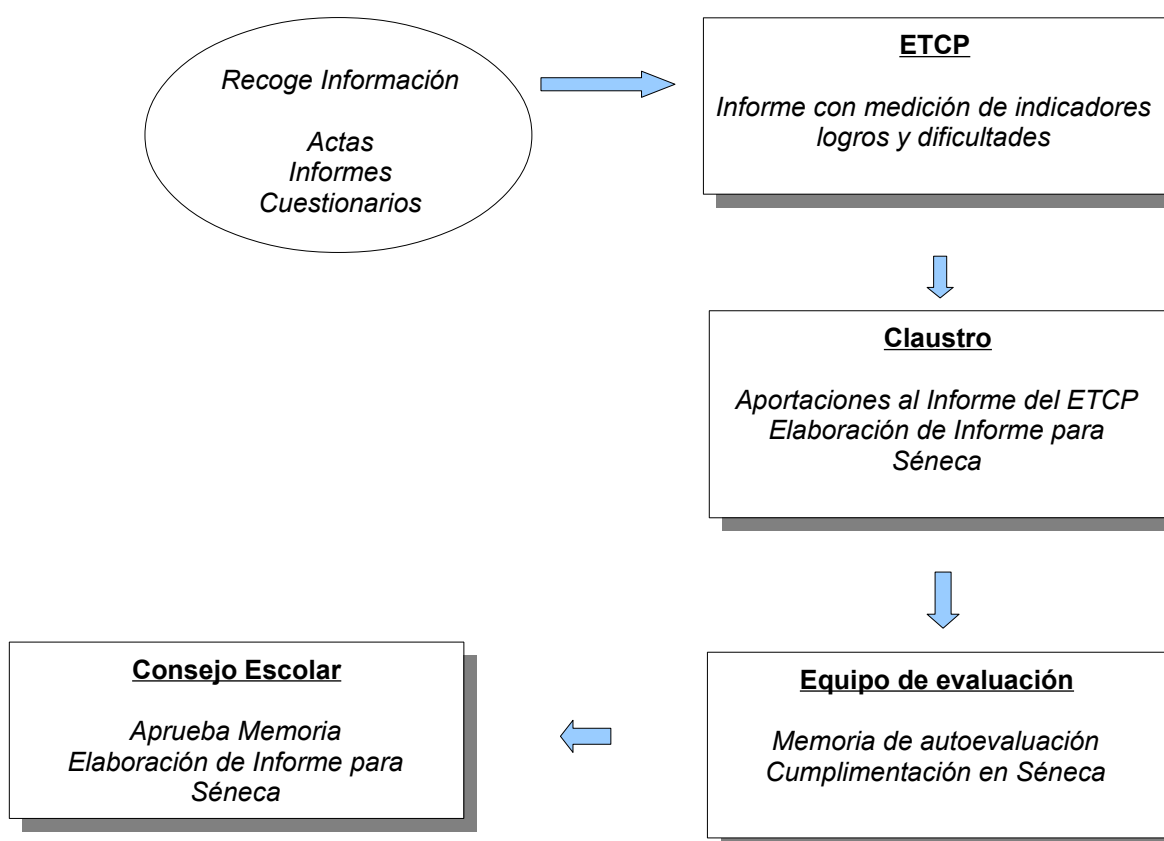 Recoge Información
Actas
Informes
Cuestionarios
ETCP
Informe con medición de indicadores
logros y dificultades
Claustro
Aportaciones al Informe del ETCP
Elaboración de Informe para
Séneca
Equipo de evaluación
Memoria de autoevaluación
Cumplimentación en Séneca
Consejo Escolar
Aprueba Memoria
Elaboración de Informe para
Séneca